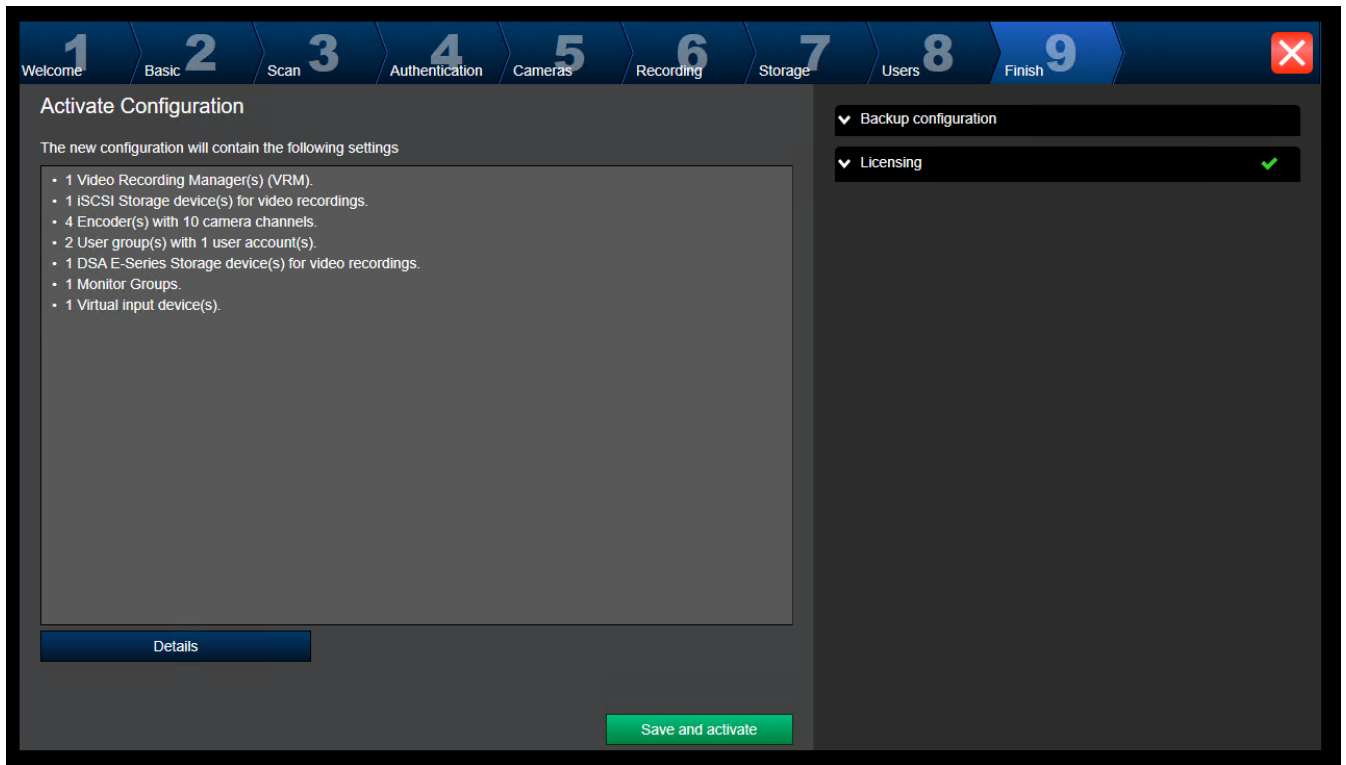 1 Welcome
2 Basic
3 Scan
4 Authentication
5 Cameras
6 Recording
7 Storage
8 Users
9 Finish
Activate Configuration
The new configuration will contain the following settings
• 1 Video Recording Manager(s) (VRM).
• 1 iSCSI Storage device(s) for video recordings.
• 4 Encoder(s) with 10 camera channels.
• 2 User group(s) with 1 user account(s).
• 1 DSA E-Series Storage device(s) for video recordings.
• 1 Monitor Groups.
• 1 Virtual input device(s).
Details
Save and activate
Backup configuration
Licensing